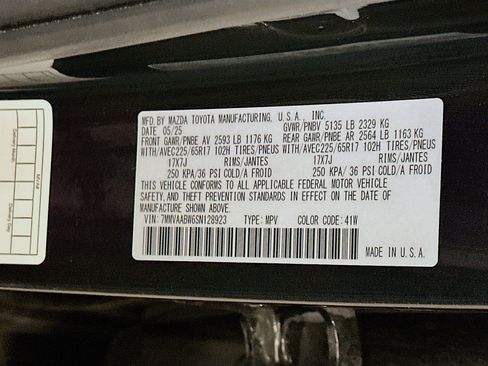 MFD. BY MAZDA TOYOTA MANUFACTURING, U.S.A., INC.
DATE 05/25 GVWR/PNBV 5135 LB 2329 KG
FRONT GAWR/PNBE AV 2593 LB 1176 KG REAR GAWR/PNBE AR 2564 LB 1163 KG
WITH/AVEC225/65R17 102H TIRES/PNEUS WITH/AVEC225/65R17 102H TIRES/PNEUS
17X7J RIMS/JANTES 17X7J RIMS/JANTES
250 KPA/ 36 PSI COLD/A FROID 250 KPA/ 36 PSI COLD/A FROID
THIS VEHICLE CONFORMS TO ALL APPLICABLE FEDERAL MOTOR VEHICLE
SAFETY, AND THEFT PREVENTION STANDARDS IN EFFECT ON THE DATE OF
MANUFACTURE SHOWN ABOVE.
VIN: 7MMVAABW6SN128923 TYPE: MPV COLOR CODE: 41W
MADE IN U.S.A.